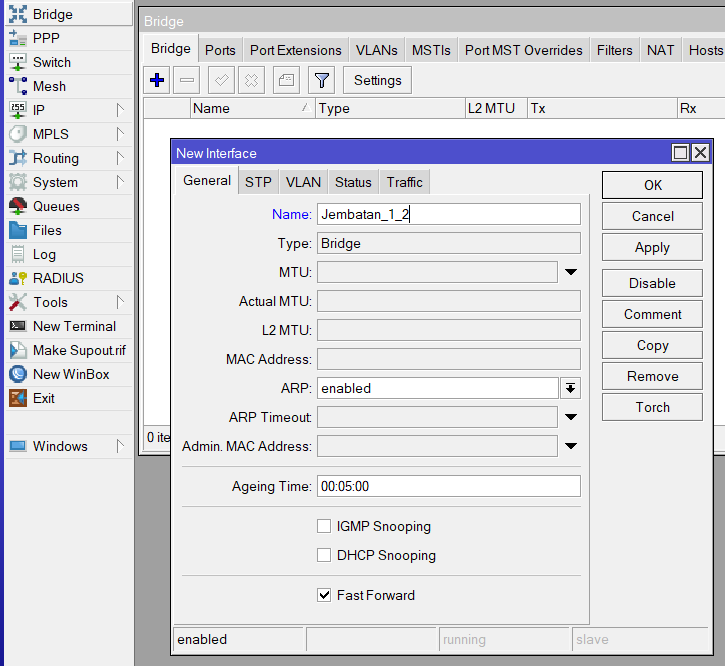 Bridge
PPP
Switch
Mesh
IP
MPLS
Routing
System
Queues
Files
Log
RADIUS
Tools
New Terminal
Make Supout.rif
New WinBox
Exit
Windows
Bridge
Bridge Ports Port Extensions VLANs MSTIs Port MST Overrides Filters NAT Hosts
Settings
Name Type L2 MTU Tx Rx
0 ite
New Interface
General STP VLAN Status Traffic
Name: Jembatan_1_2
Type: Bridge
MTU:
Actual MTU:
L2 MTU:
MAC Address:
ARP: enabled
ARP Timeout:
Admin. MAC Address:
Ageing Time: 00:05:00
IGMP Snooping
DHCP Snooping
Fast Forward
OK
Cancel
Apply
Disable
Comment
Copy
Remove
Torch
enabled running slave